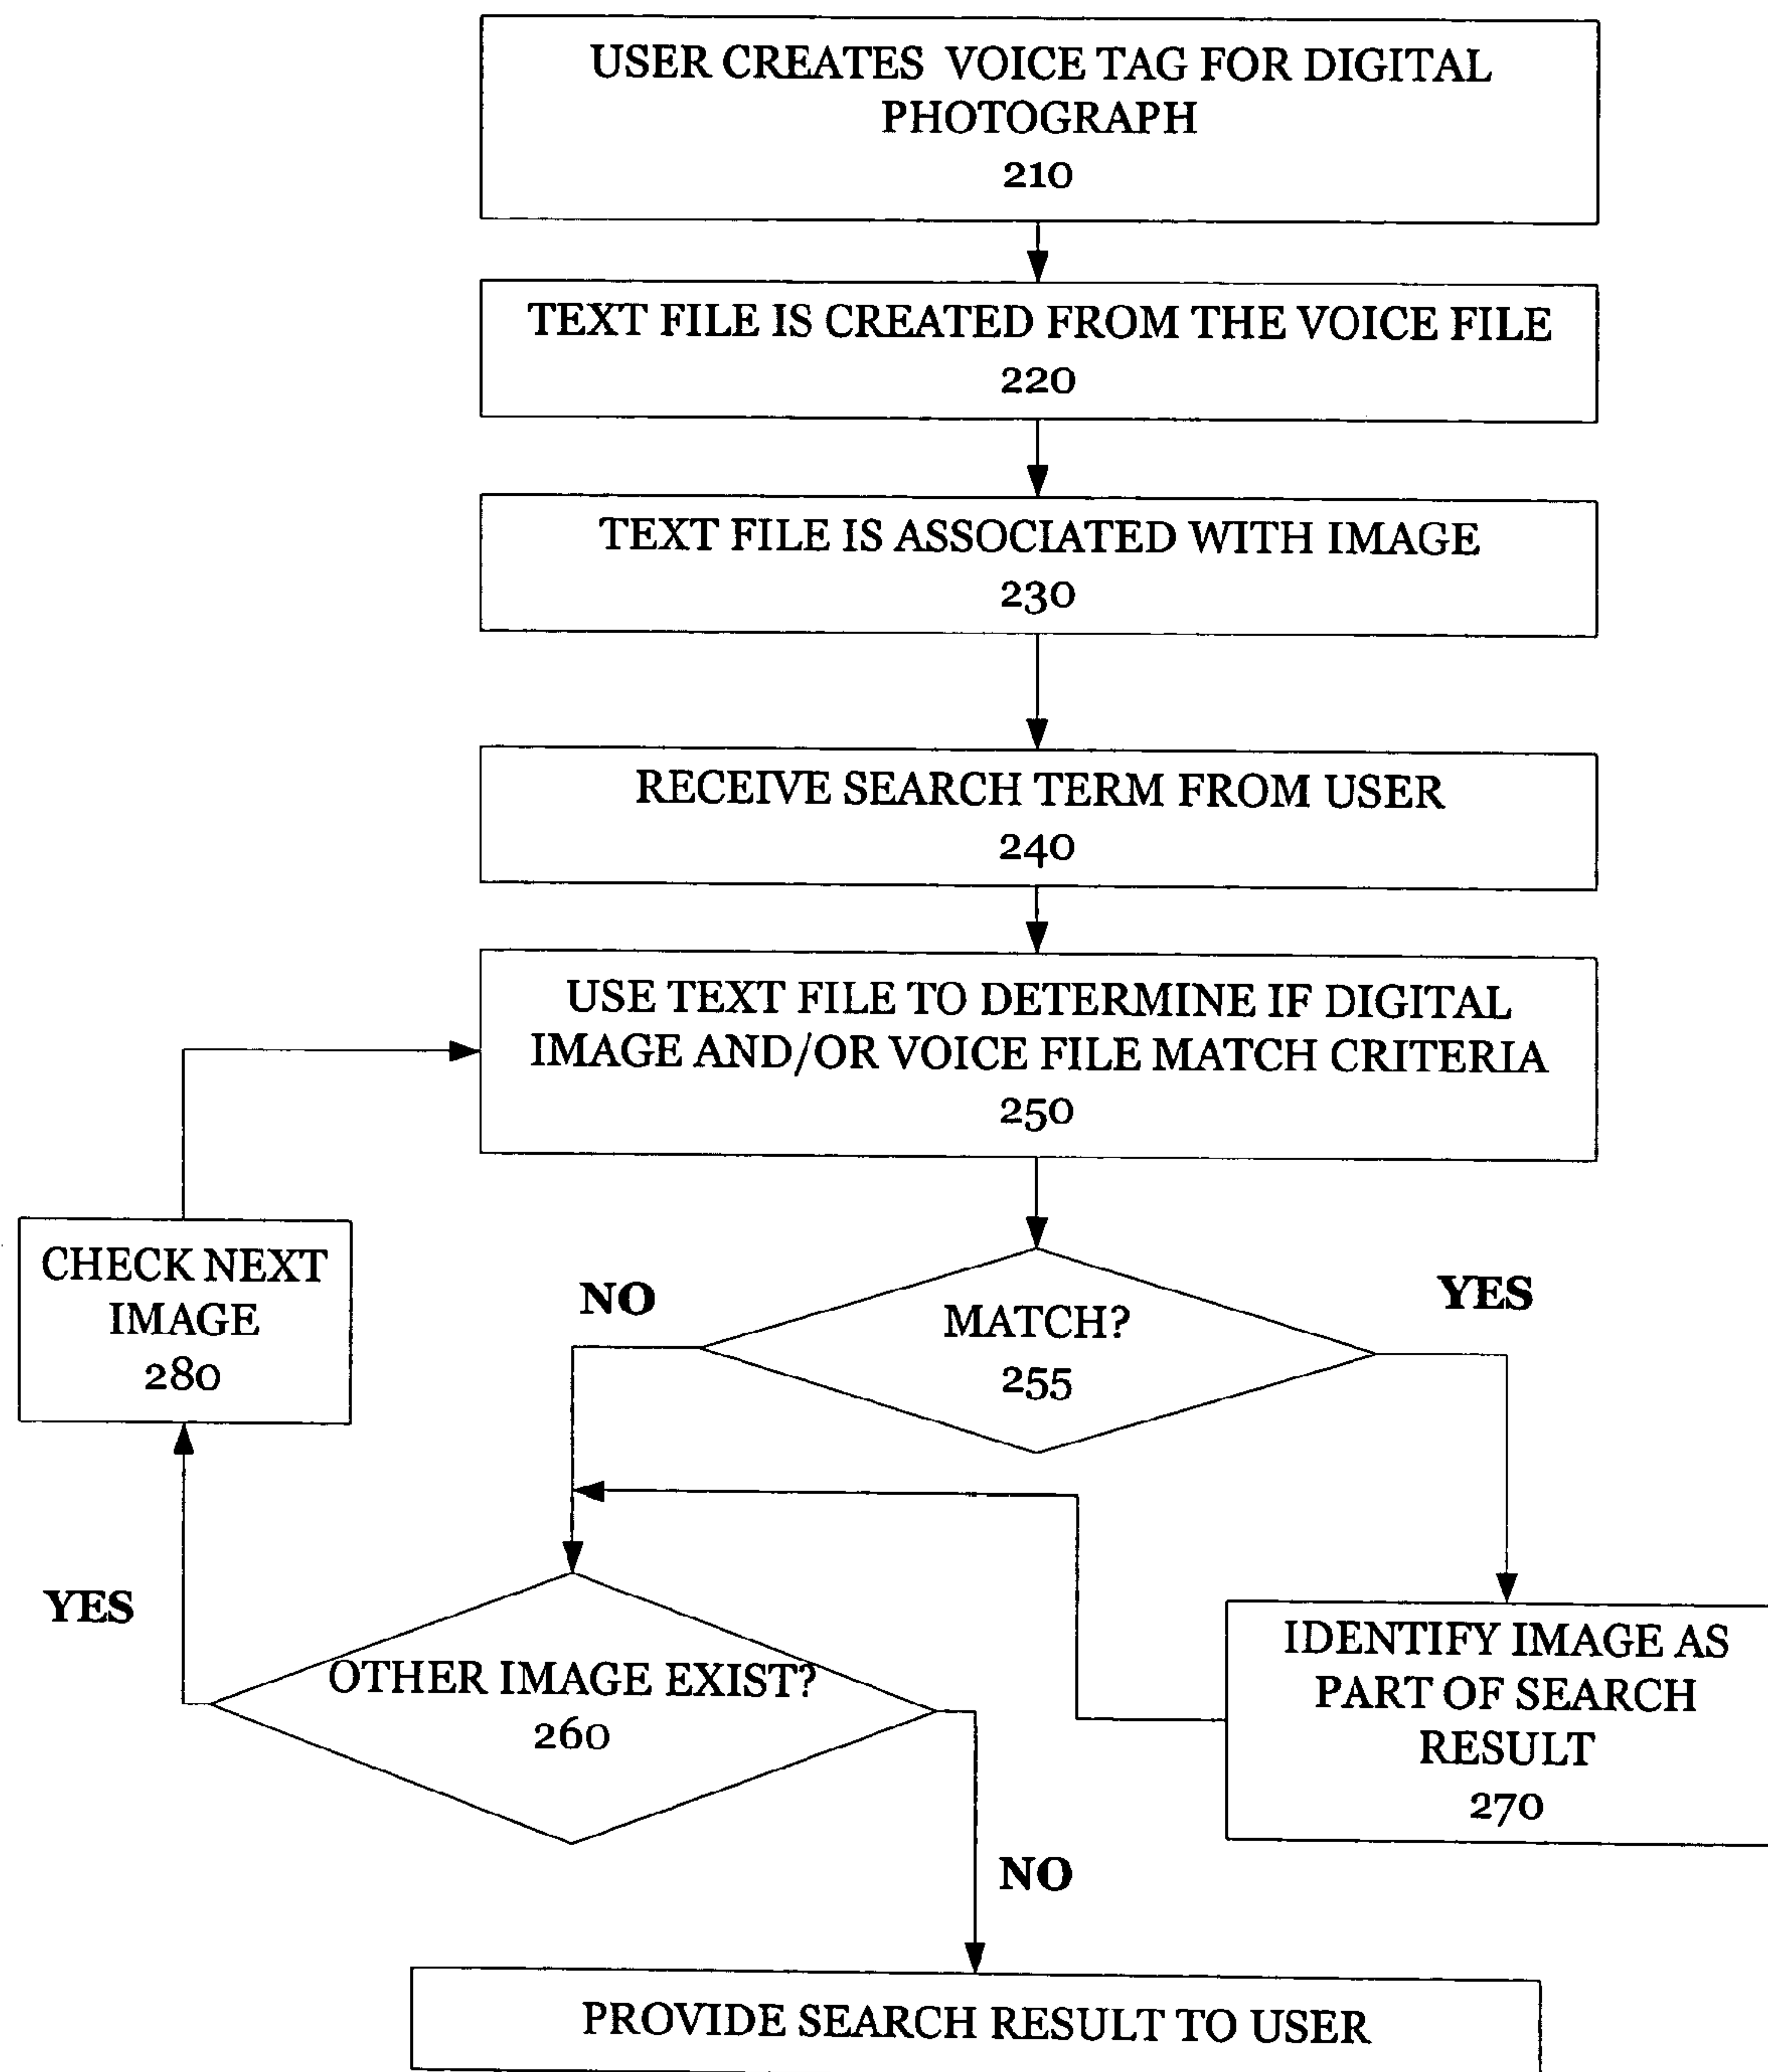 USER CREATES VOICE TAG FOR DIGITAL
PHOTOGRAPH
210
TEXT FILE IS CREATED FROM THE VOICE FILE
220
TEXT FILE IS ASSOCIATED WITH IMAGE
230
RECEIVE SEARCH TERM FROM USER
240
USE TEXT FILE TO DETERMINE IF DIGITAL
IMAGE AND/OR VOICE FILE MATCH CRITERIA
250
CHECK NEXT
IMAGE
280
NO
MATCH?
255
YES
YES
OTHER IMAGE EXIST?
260
NO
IDENTIFY IMAGE AS
PART OF SEARCH
RESULT
270
PROVIDE SEARCH RESULT TO USER